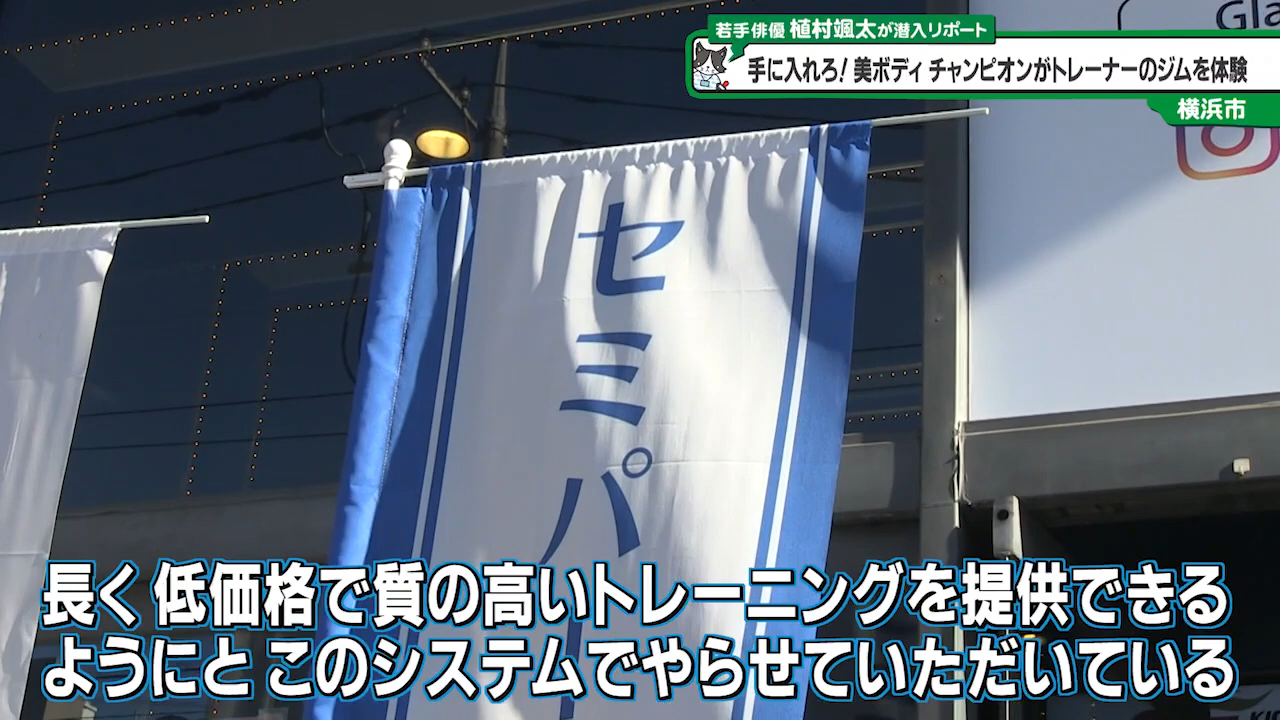 Gla
若手俳優 植村颯太が潜入リポート
手に入れろ! 美ボディ チャンピオンがトレーナーのジムを体験
横浜市
セミパー
長く 低価格で質の高いトレーニングを提供できる
ようにと このシステムでやらせていただいている